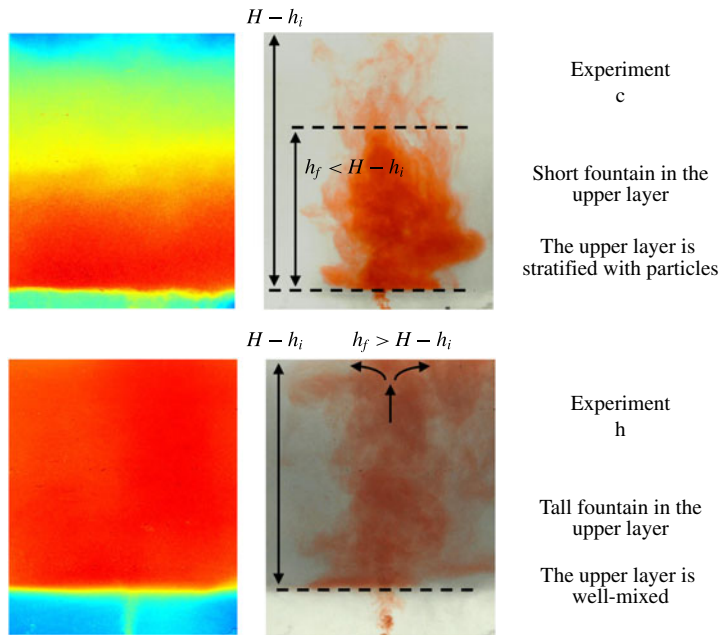 H − h_i
Experiment
c
h_f < H − h_i
Short fountain in the
upper layer
The upper layer is
stratified with particles
H − h_i
h_f > H − h_i
Experiment
h
Tall fountain in the
upper layer
The upper layer is
well-mixed